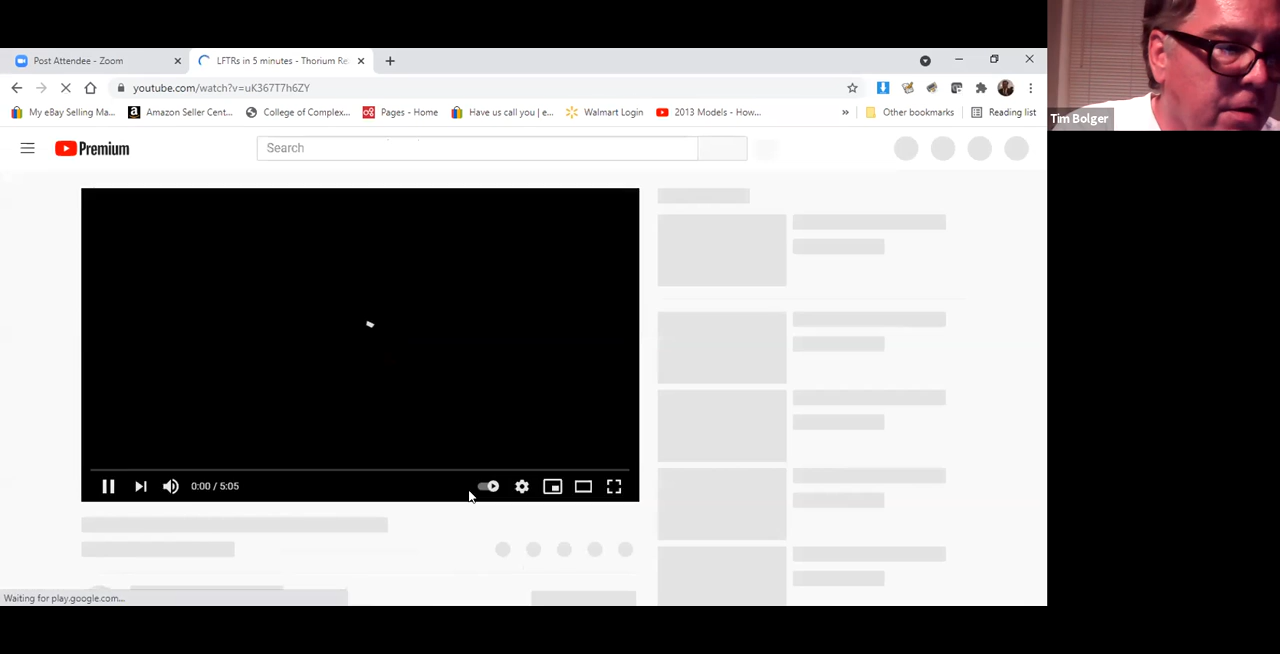 Post Attendee - Zoom
LFTRs in 5 minutes - Thorium Re
youtube.com/watch?v=uK367T7h6ZY
My eBay Selling Ma...
Amazon Seller Cent...
College of Complex...
Pages - Home
Have us call you | e...
Walmart Login
2013 Models - How...
»
Other bookmarks
Reading list
Tim Bolger
Premium
Search
0:00 / 5:05
Waiting for play.google.com...